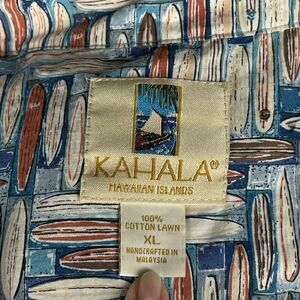 KAHALA®
HAWAIIAN ISLANDS
100%
COTTON LAWN
XL
HANDCRAFTED IN
MALAYSIA